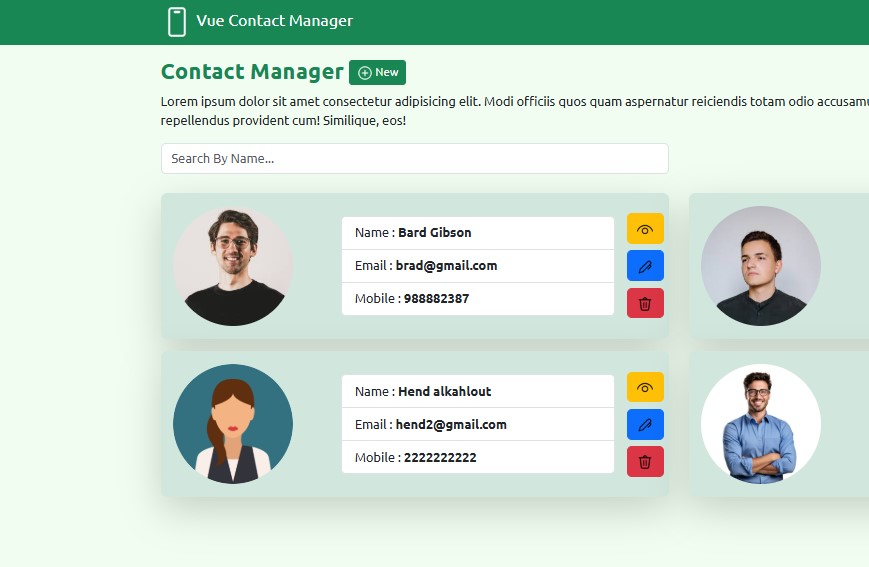 Vue Contact Manager
Contact Manager New
Lorem ipsum dolor sit amet consectetur adipisicing elit. Modi officiis quos quam aspernatur reiciendis totam odio accusamu
repellendus provident cum! Similique, eos!
Search By Name...
Name : Bard Gibson
Email : brad@gmail.com
Mobile : 988882387
Name : Hend alkahlout
Email : hend2@gmail.com
Mobile : 2222222222